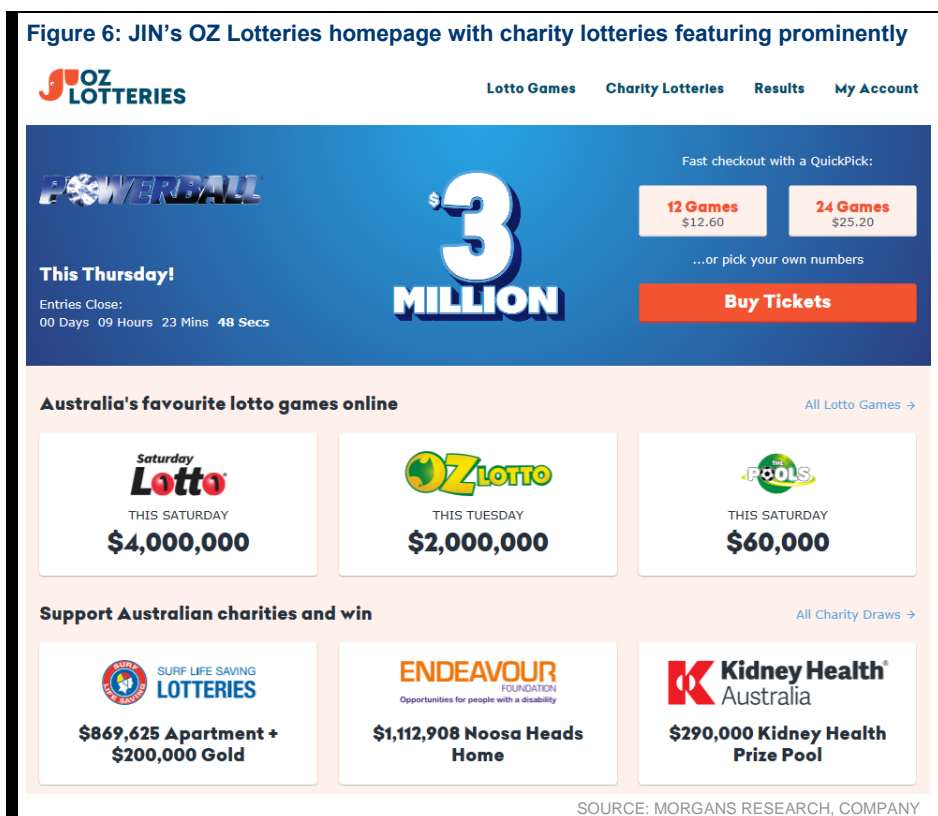 Figure 6: JIN's OZ Lotteries homepage with charity lotteries featuring prominently
OZ
LOTTERIES
Lotto Games Charity Lotteries Results My Account
POWERBALL
This Thursday!
Entries Close:
00 Days 09 Hours 23 Mins 48 Secs
$3
MILLION
Fast checkout with a QuickPick:
12 Games 24 Games
$12.60 $25.20
...or pick your own numbers
Buy Tickets
Australia's favourite lotto games online
All Lotto Games →
Saturday
Lotto
THIS SATURDAY
$4,000,000
OZ LOTTO
THIS TUESDAY
$2,000,000
THE
POOLS
THIS SATURDAY
$60,000
Support Australian charities and win
All Charity Draws →
SURF
LIFE SAVING
SURF LIFE SAVING
LOTTERIES
$869,625 Apartment +
$200,000 Gold
ENDEAVOUR
FOUNDATION
Opportunities for people with a disability
$1,112,908 Noosa Heads
Home
Kidney Health
Australia
$290,000 Kidney Health
Prize Pool
SOURCE: MORGANS RESEARCH, COMPANY